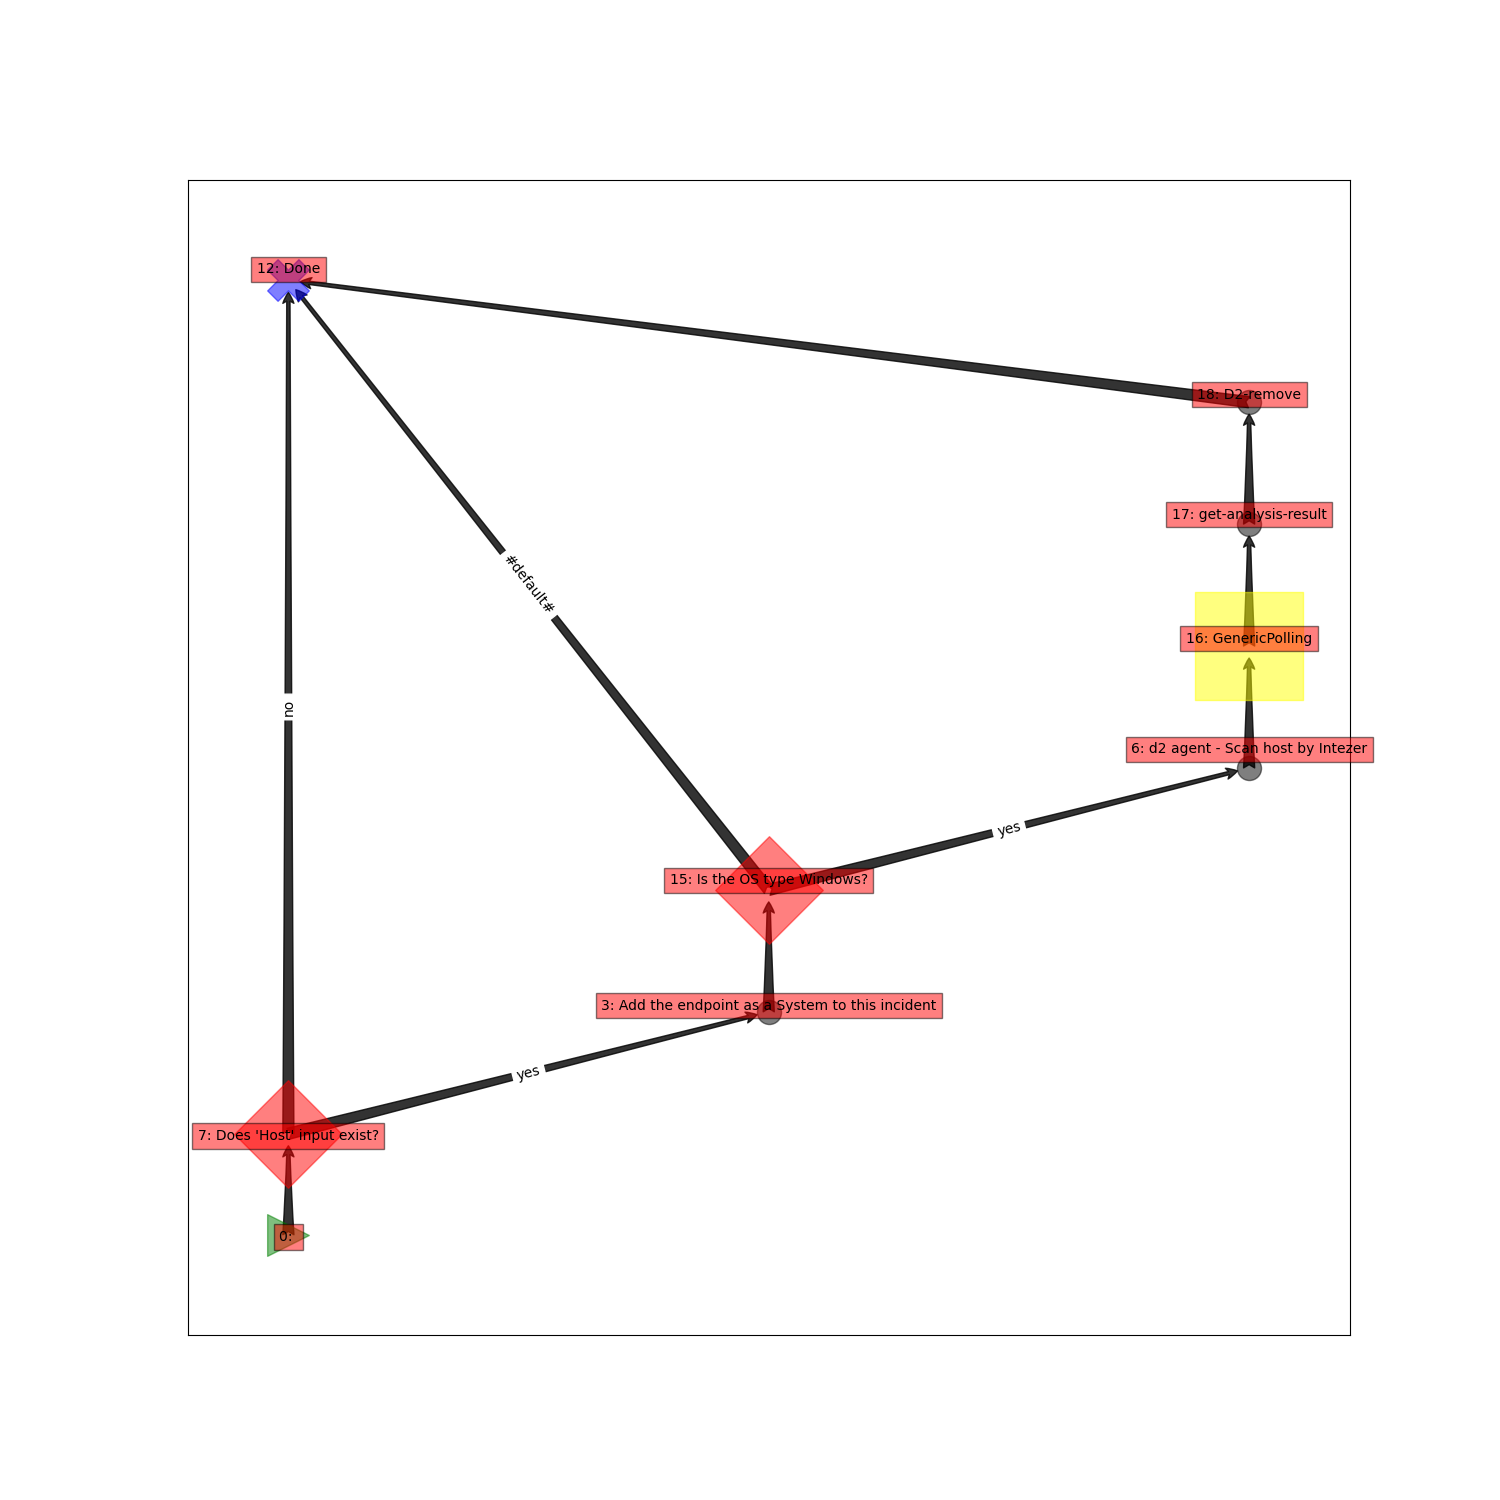 12: Done
18: D2-remove
17: get-analysis-result
#default#
16: GenericPolling
no
6: d2 agent - Scan host by Intezer
yes
15: Is the OS type Windows?
3: Add the endpoint as a System to this incident
yes
7: Does 'Host' input exist?
0: